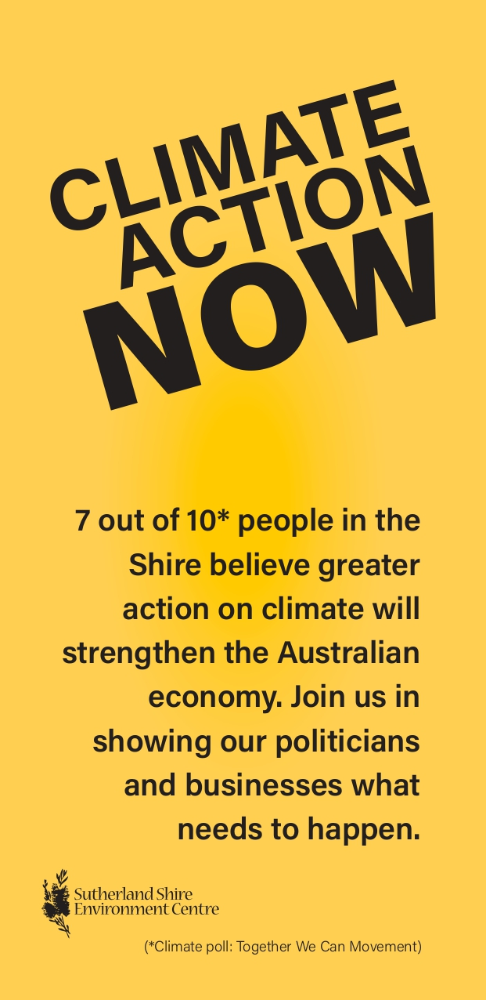 CLIMATE
ACTION
NOW
7 out of 10* people in the
Shire believe greater
action on climate will
strengthen the Australian
economy. Join us in
showing our politicians
and businesses what
needs to happen.
Sutherland Shire
Environment Centre
(*Climate poll: Together We Can Movement)